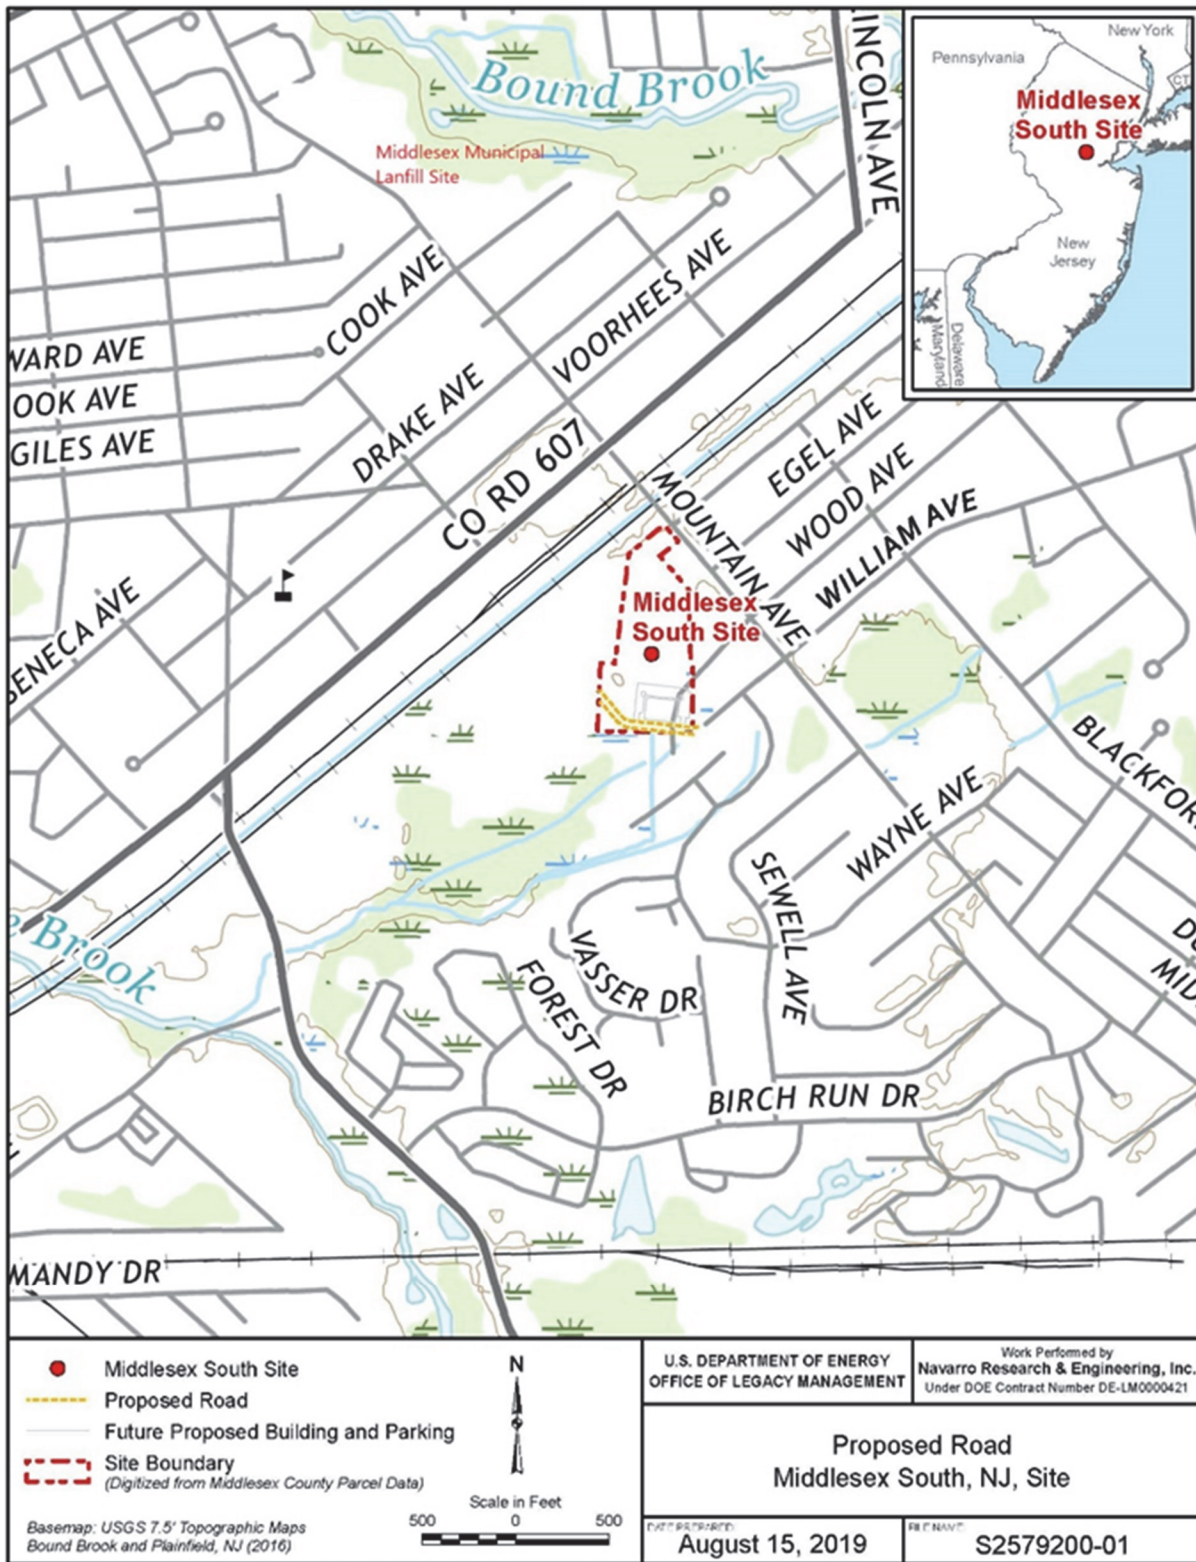 Bound Brook
LINCOLN AVE
Middlesex Municipal
Lanfill Site
New York
Pennsylvania
CT
Middlesex
South Site
New
Jersey
Maryland
Delaware
COOK AVE
VOORHEES AVE
WARD AVE
OOK AVE
GILES AVE
DRAKE AVE
CO RD 607
EGEL AVE
WOOD AVE
WILLIAM AVE
MOUNTAIN AVE
SENECA AVE
Middlesex
South Site
BLACKFOR
WAYNE AVE
SEWELL AVE
e Brook
VASSER DR
FOREST DR
MID
BIRCH RUN DR
MANDY DR
Middlesex South Site
Proposed Road
Future Proposed Building and Parking
Site Boundary
(Digitized from Middlesex County Parcel Data)
Basemap: USGS 7.5' Topographic Maps
Bound Brook and Plainfield, NJ (2016)
N
Scale in Feet
500 0 500
U.S. DEPARTMENT OF ENERGY
OFFICE OF LEGACY MANAGEMENT
Work Performed by
Navarro Research & Engineering, Inc.
Under DOE Contract Number DE-LM0000421
Proposed Road
Middlesex South, NJ, Site
DATE PREPARED:
August 15, 2019
FILE NAME:
S2579200-01